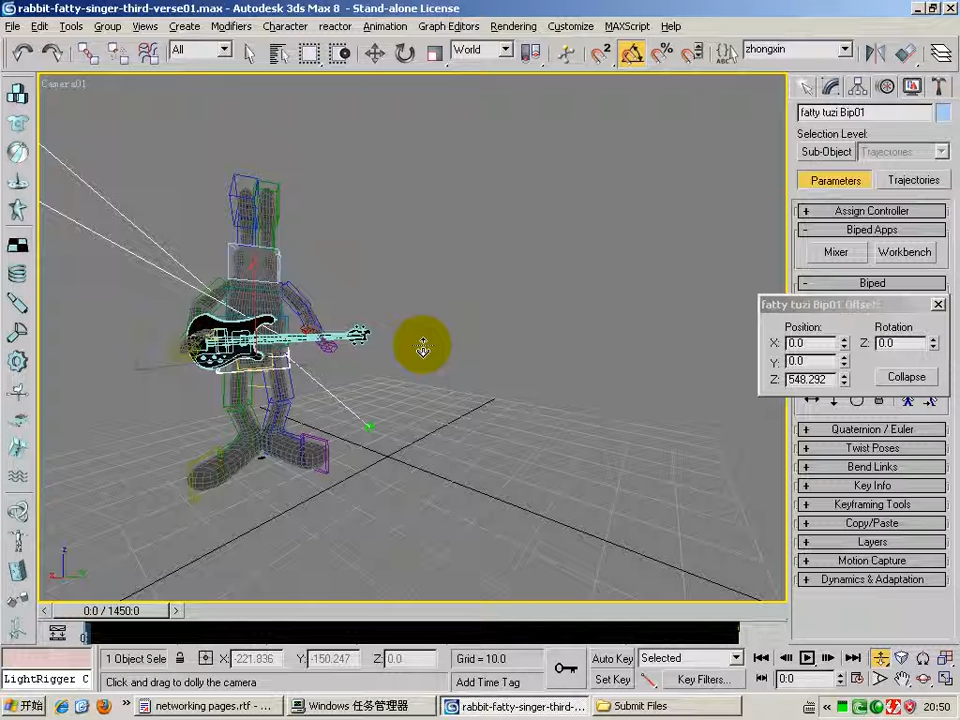 rabbit-fatty-singer-third-verse01.max - Autodesk 3ds Max 8 - Stand-alone License
File Edit Tools Group Views Create Modifiers Character reactor Animation Graph Editors Rendering Customize MAXScript Help
All World zhongxin
Camera01
fatty tuzi Bip01
Selection Level:
Sub-Object Trajectories
Parameters Trajectories
+ Assign Controller
- Biped Apps
Mixer Workbench
- Biped
fatty tuzi Bip01 Offset:
Position: Rotation
X: 0.0 Z: 0.0
Y: 0.0
Z: 548.292 Collapse
+ Quaternion / Euler
+ Twist Poses
+ Bend Links
+ Key Info
+ Keyframing Tools
+ Copy/Paste
+ Layers
+ Motion Capture
+ Dynamics & Adaptation
z
x
< 0:0 / 1450:0 >
1 Object Sele X: -221.836 Y: -150.247 Z: 0.0 Grid = 10.0 Auto Key Selected
LightRigger C Click and drag to dolly the camera Add Time Tag Set Key Key Filters... 0:0
开始 networking pages.rtf - ... Windows 任务管理器 rabbit-fatty-singer-third-... Submit Files 20:50